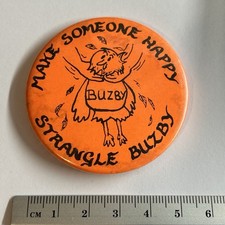 MAKE SOMEONE HAPPY
BUZBY
STRANGLE BUZBY
CM 1 2 3 4 5 6